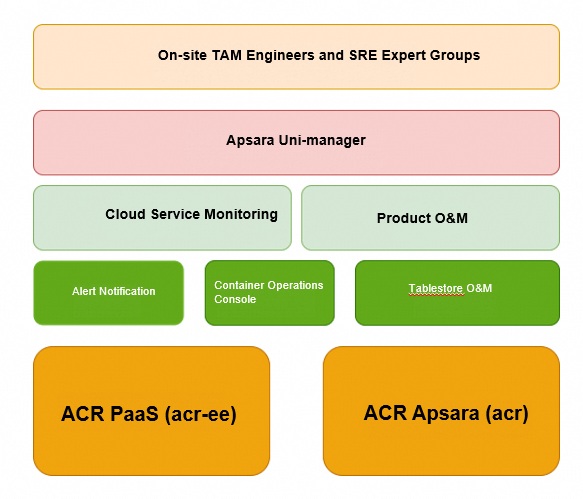 On-site TAM Engineers and SRE Expert Groups
Apsara Uni-manager
Cloud Service Monitoring
Product O&M
Alert Notification
Container Operations
Console
Tablestore O&M
ACR PaaS (acr-ee)
ACR Apsara (acr)